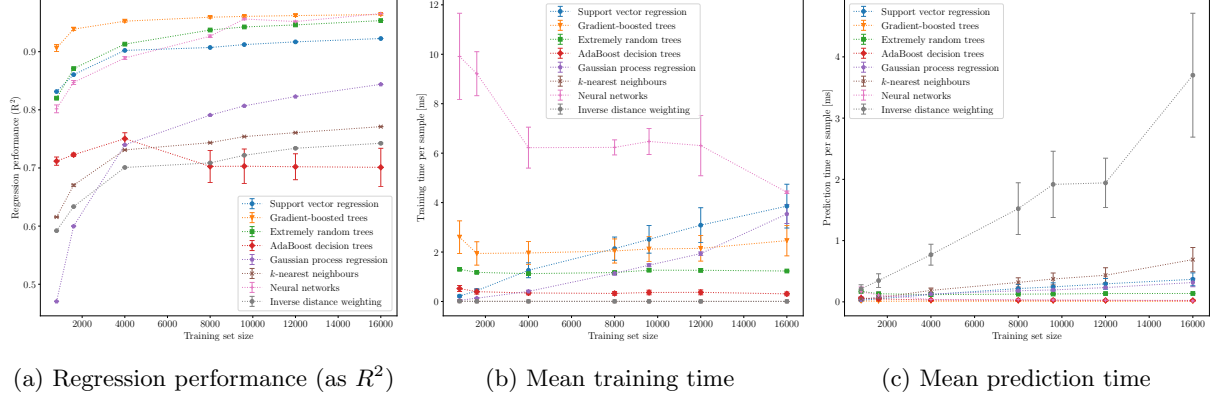 0.9
0.8
0.7
0.6
0.5
Regression performance (R²)
2000 4000 6000 8000 10000 12000 14000 16000
Training set size
Support vector regression
Gradient-boosted trees
Extremely random trees
AdaBoost decision trees
Gaussian process regression
k-nearest neighbours
Neural networks
Inverse distance weighting
(a) Regression performance (as R²)
12
10
8
6
4
2
0
Training time per sample [ms]
2000 4000 6000 8000 10000 12000 14000 16000
Training set size
Support vector regression
Gradient-boosted trees
Extremely random trees
AdaBoost decision trees
Gaussian process regression
k-nearest neighbours
Neural networks
Inverse distance weighting
(b) Mean training time
4
3
2
1
0
Prediction time per sample [ms]
2000 4000 6000 8000 10000 12000 14000 16000
Training set size
Support vector regression
Gradient-boosted trees
Extremely random trees
AdaBoost decision trees
Gaussian process regression
k-nearest neighbours
Neural networks
Inverse distance weighting
(c) Mean prediction time